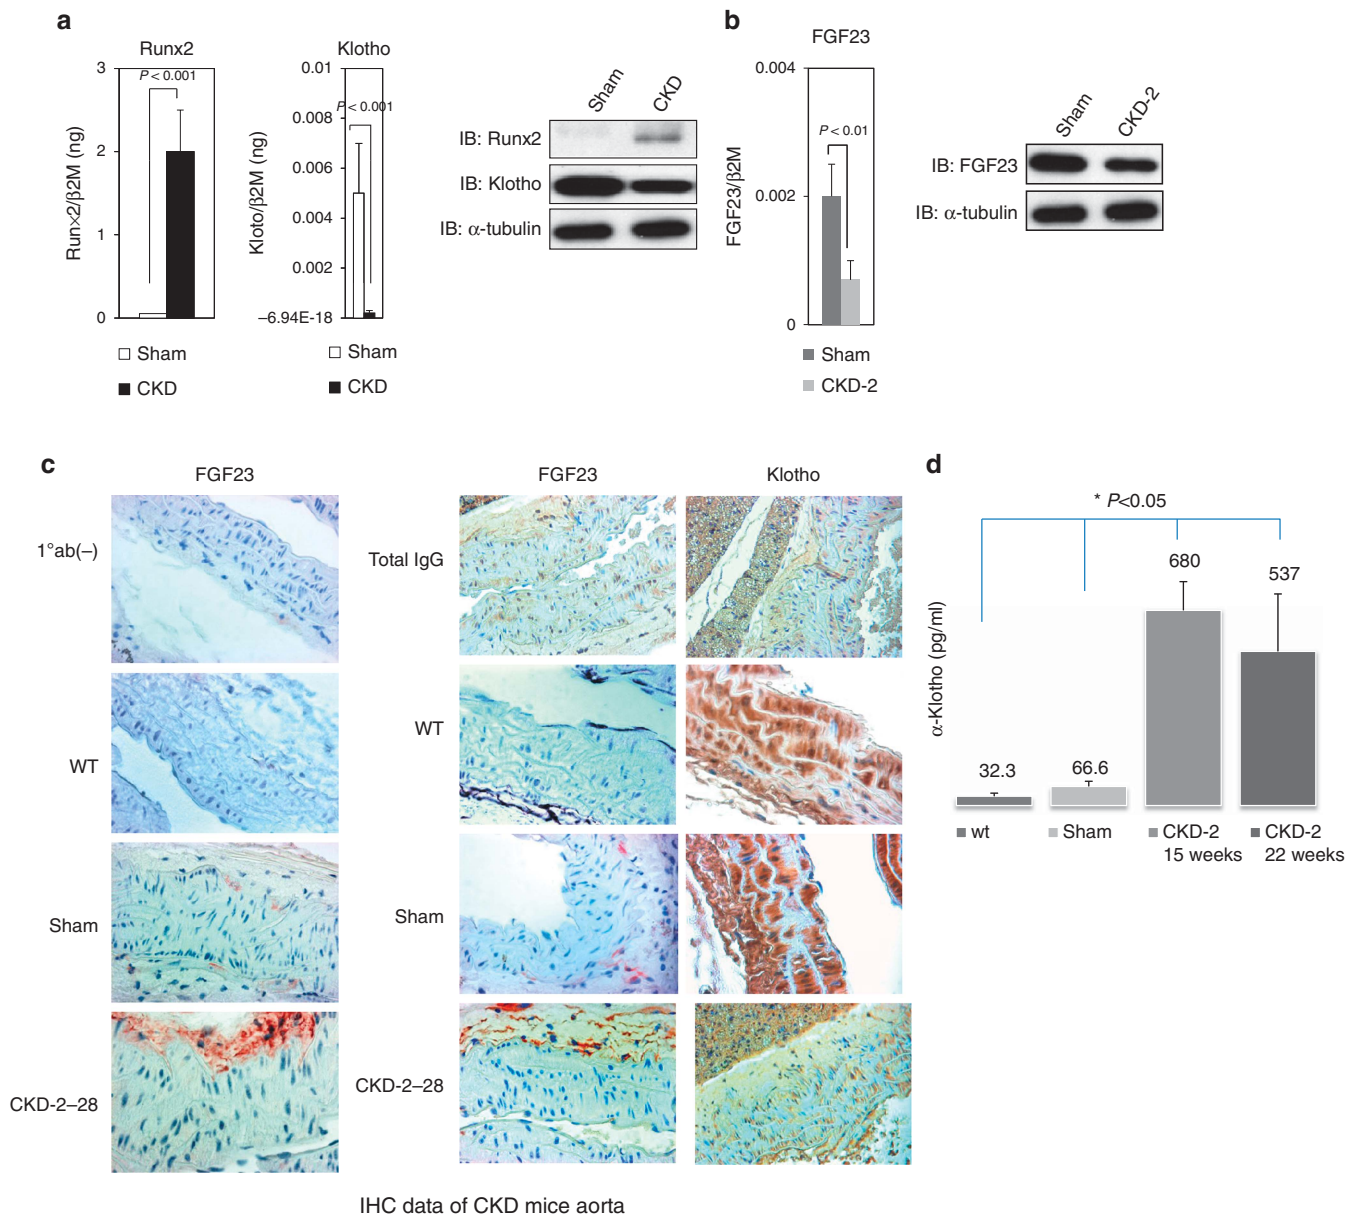 a
Runx2
3
2
1
0
Runx2/β2M (ng)
P < 0.001
Sham
CKD
Klotho
0.01
0.008
0.006
0.004
0.002
–6.94E-18
Kloto/β2M (ng)
P < 0.001
Sham
CKD
Sham CKD
IB: Runx2
IB: Klotho
IB: α-tubulin
b
FGF23
0.004
0.002
0
FGF23/β2M
P < 0.01
Sham
CKD-2
Sham CKD-2
IB: FGF23
IB: α-tubulin
c
FGF23
1°ab(–)
WT
Sham
CKD-2–28
FGF23 Klotho
Total IgG
WT
Sham
CKD-2–28
IHC data of CKD mice aorta
d
* P<0.05
α-Klotho (pg/ml)
32.3
66.6
680
537
wt
Sham
CKD-2
15 weeks
CKD-2
22 weeks